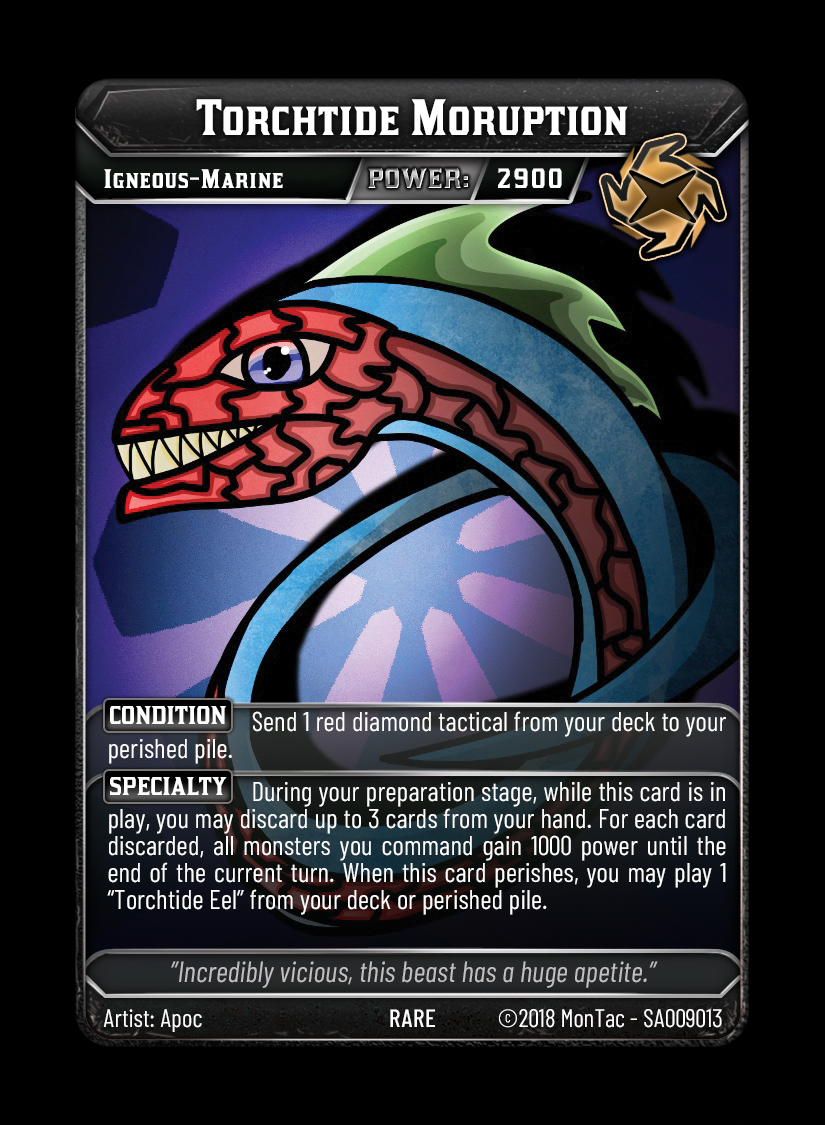 Torchtide Moruption
Igneous-Marine POWER: 2900
CONDITION Send 1 red diamond tactical from your deck to your
perished pile.
SPECIALTY During your preparation stage, while this card is in
play, you may discard up to 3 cards from your hand. For each card
discarded, all monsters you command gain 1000 power until the
end of the current turn. When this card perishes, you may play 1
“Torchtide Eel” from your deck or perished pile.
“Incredibly vicious, this beast has a huge apetite.”
Artist: Apoc RARE ©2018 MonTac - SA009013